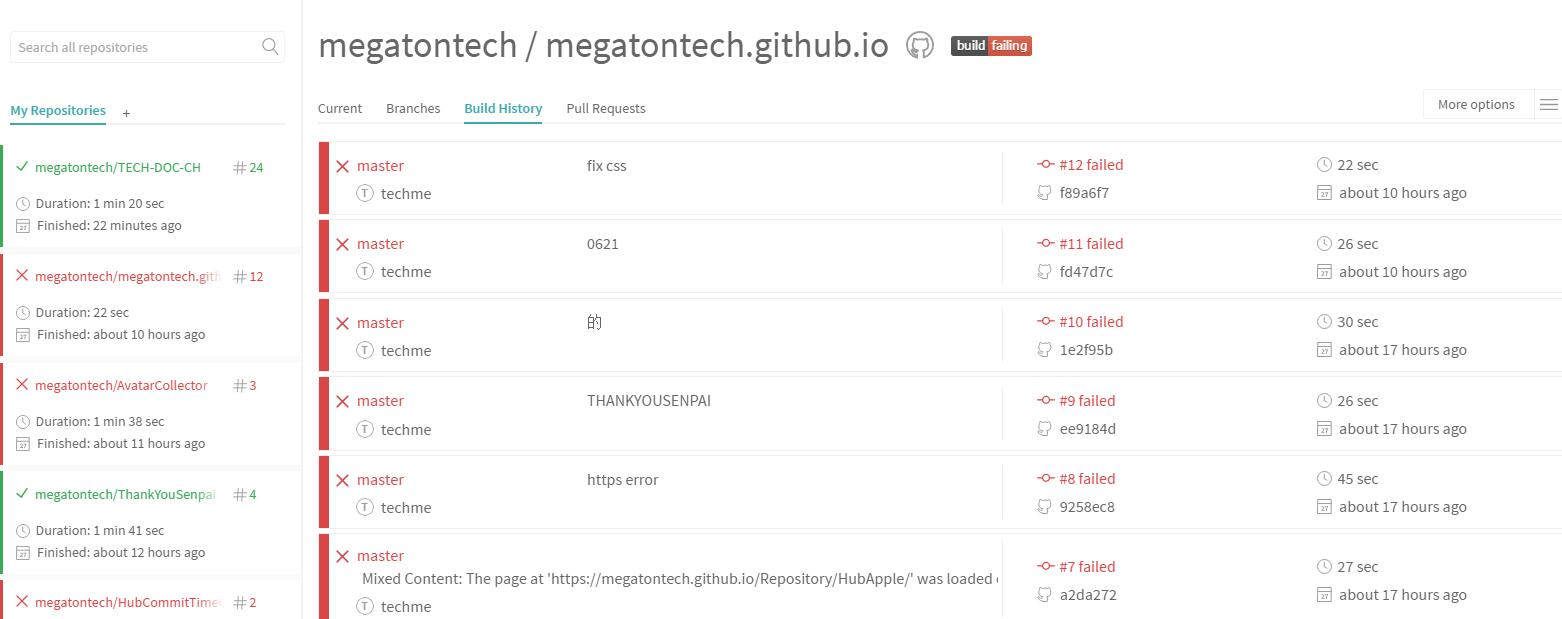 Search all repositories
My Repositories +
megatontech/TECH-DOC-CH # 24
Duration: 1 min 20 sec
Finished: 22 minutes ago
megatontech/megatontech.gith # 12
Duration: 22 sec
Finished: about 10 hours ago
megatontech/AvatarCollector # 3
Duration: 1 min 38 sec
Finished: about 11 hours ago
megatontech/ThankYouSenpai # 4
Duration: 1 min 41 sec
Finished: about 12 hours ago
megatontech/HubCommitTime # 2
megatontech / megatontech.github.io build failing
Current Branches Build History Pull Requests More options
master fix css #12 failed 22 sec
T techme f89a6f7 about 10 hours ago
master 0621 #11 failed 26 sec
T techme fd47d7c about 10 hours ago
master 的 #10 failed 30 sec
T techme 1e2f95b about 17 hours ago
master THANKYOUSENPAI #9 failed 26 sec
T techme ee9184d about 17 hours ago
master https error #8 failed 45 sec
T techme 9258ec8 about 17 hours ago
master
Mixed Content: The page at 'https://megatontech.github.io/Repository/HubApple/' was loaded #7 failed 27 sec
T techme a2da272 about 17 hours ago